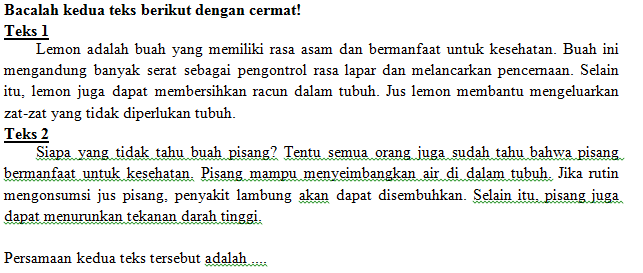 Bacalah kedua teks berikut dengan cermat!
Teks 1
Lemon adalah buah yang memiliki rasa asam dan bermanfaat untuk kesehatan. Buah ini
mengandung banyak serat sebagai pengontrol rasa lapar dan melancarkan pencernaan. Selain
itu, lemon juga dapat membersihkan racun dalam tubuh. Jus lemon membantu mengeluarkan
zat-zat yang tidak diperlukan tubuh.
Teks 2
Siapa yang tidak tahu buah pisang? Tentu semua orang juga sudah tahu bahwa pisang
bermanfaat untuk kesehatan. Pisang mampu menyeimbangkan air di dalam tubuh. Jika rutin
mengonsumsi jus pisang, penyakit lambung akan dapat disembuhkan. Selain itu, pisang juga
dapat menurunkan tekanan darah tinggi.
Persamaan kedua teks tersebut adalah ....